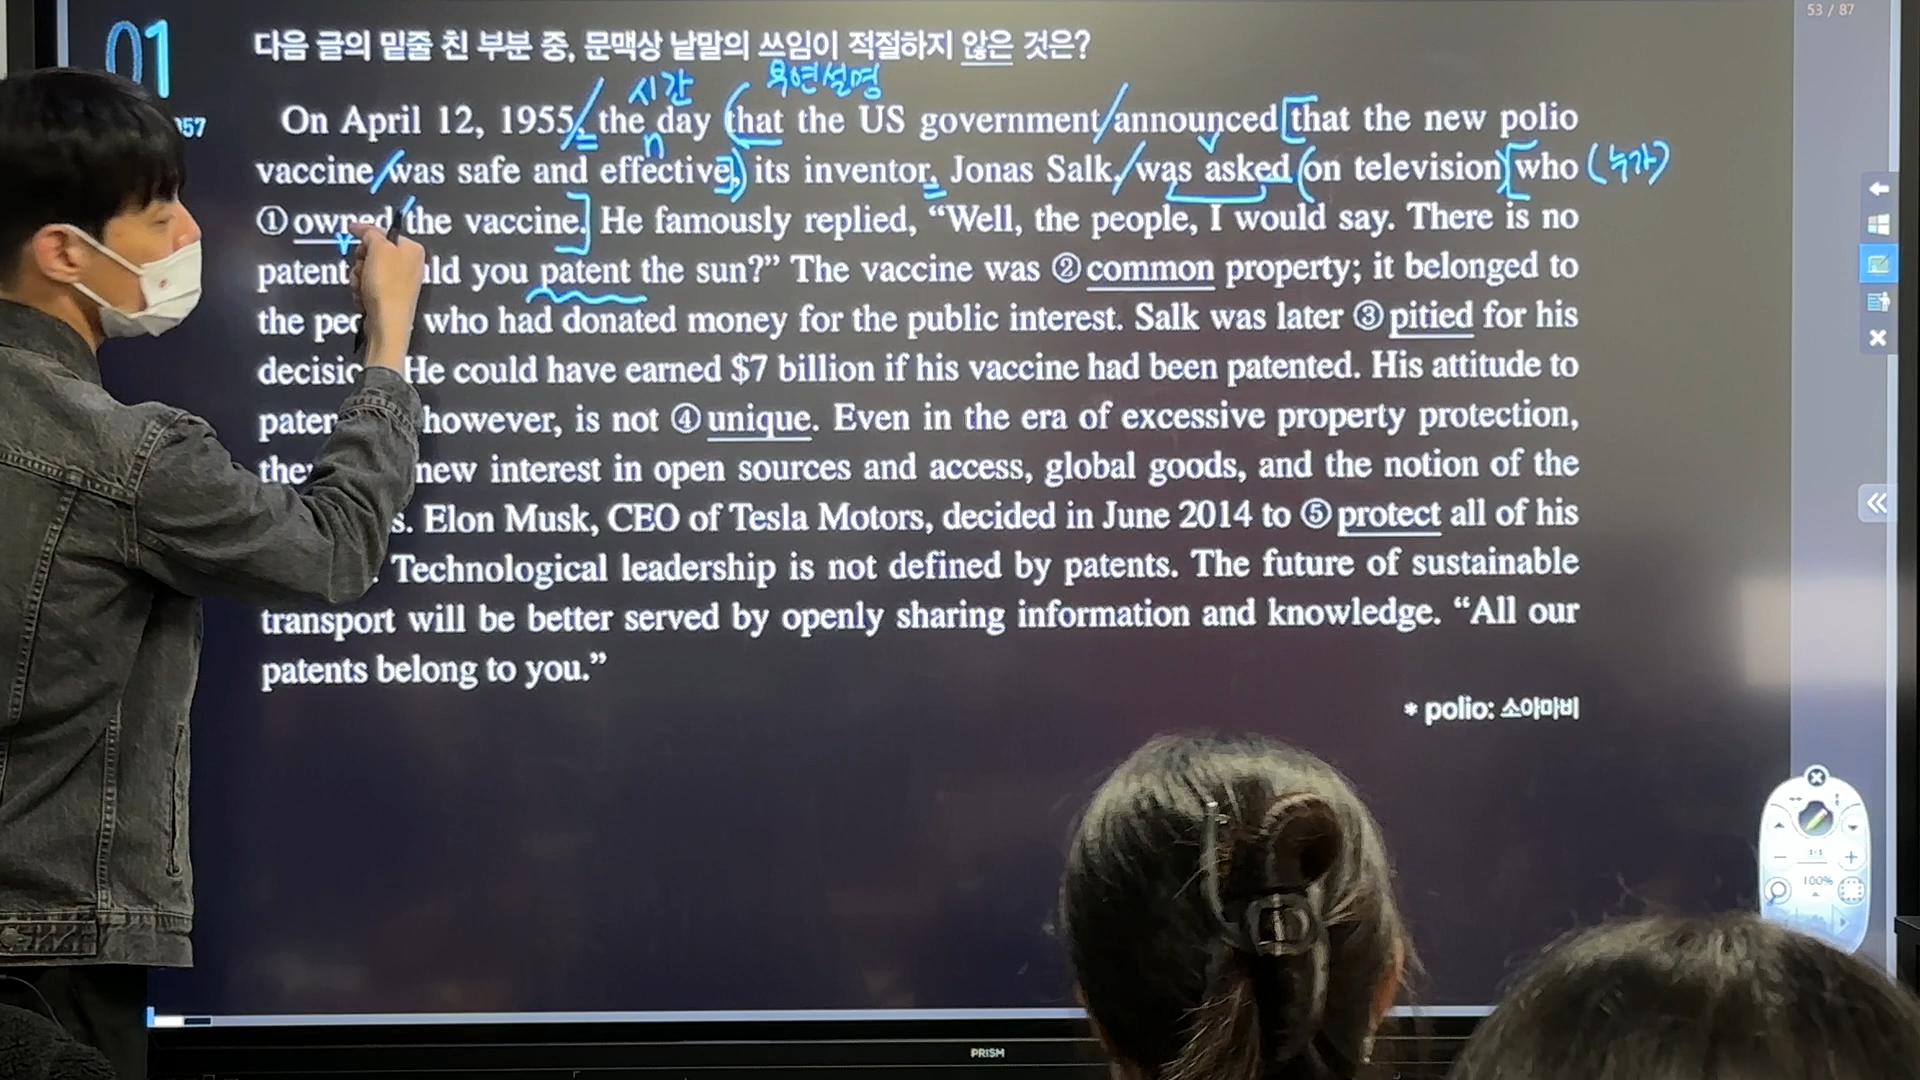 53 / 87
01
다음 글의 밑줄 친 부분 중, 문맥상 낱말의 쓰임이 적절하지 않은 것은?
시간 부연설명
On April 12, 1955, the day that the US government announced that the new polio
57
n v
vaccine was safe and effective, its inventor, Jonas Salk, was asked on television who (누가)
① owned the vaccine. He famously replied, “Well, the people, I would say. There is no
v
patent you patent the sun?” The vaccine was ② common property; it belonged to
the who had donated money for the public interest. Salk was later ③ pitied for his
He could have earned $7 billion if his vaccine had been patented. His attitude to
however, is not ④ unique. Even in the era of excessive property protection,
new interest in open sources and access, global goods, and the notion of the
Elon Musk, CEO of Tesla Motors, decided in June 2014 to ⑤ protect all of his
Technological leadership is not defined by patents. The future of sustainable
transport will be better served by openly sharing information and knowledge. “All our
patents belong to you.”
* polio: 소아마비
1:1
100%
PRISM